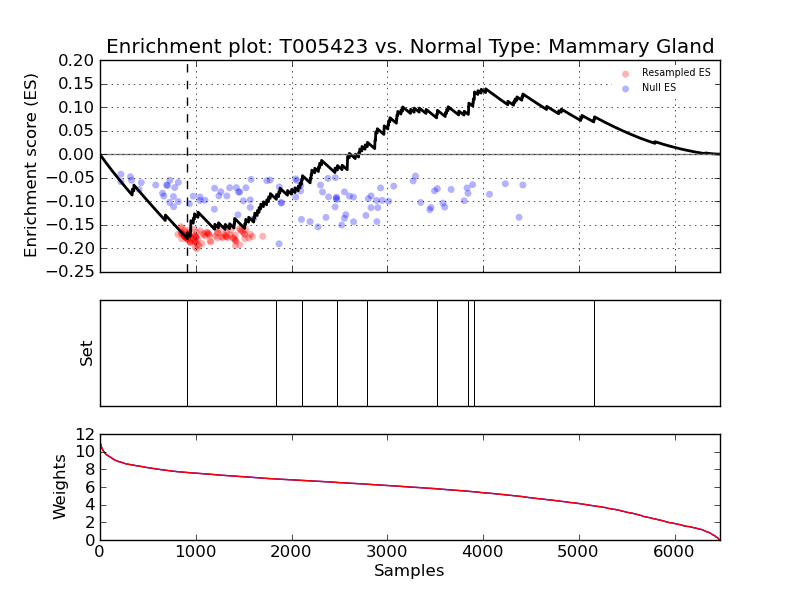 Enrichment plot: T005423 vs. Normal Type: Mammary Gland
Enrichment score (ES)
0.20
0.15
0.10
0.05
0.00
−0.05
−0.10
−0.15
−0.20
−0.25
Resampled ES
Null ES
Set
Weights
12
10
8
6
4
2
0
0 1000 2000 3000 4000 5000 6000
Samples